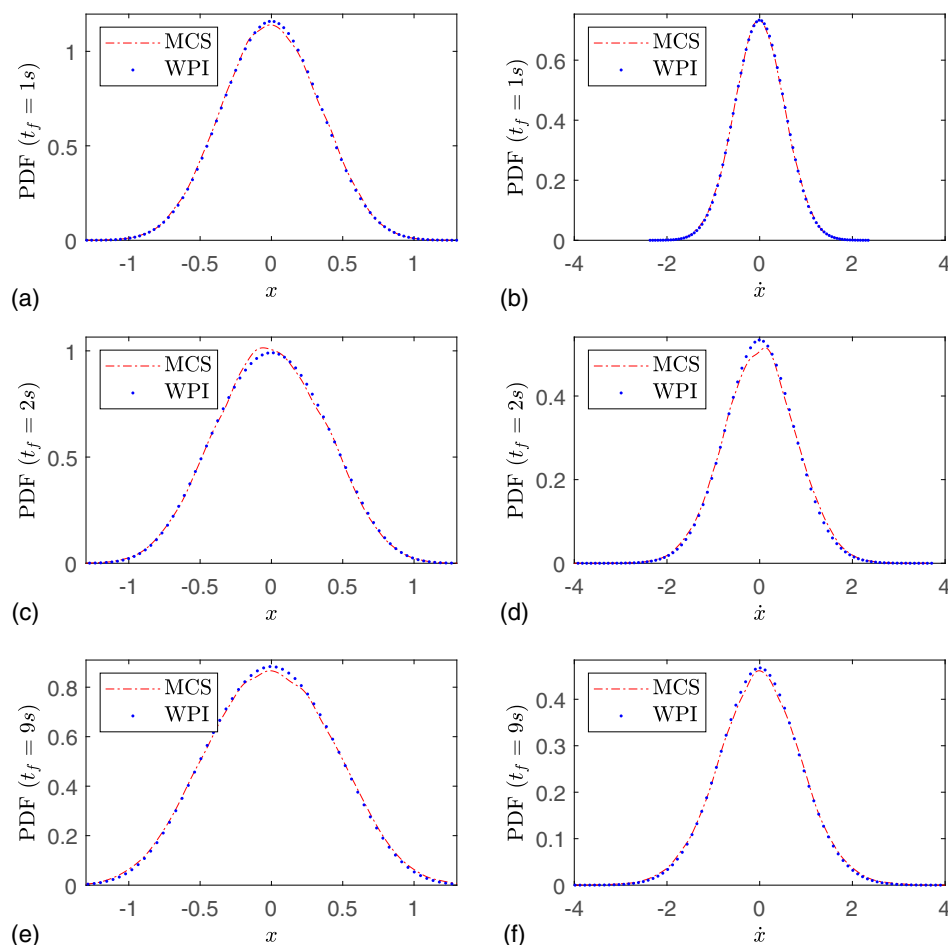 PDF (t_f = 1s)
1
0.5
0
MCS
WPI
-1 -0.5 0 0.5 1
x
(a)
PDF (t_f = 1s)
0.6
0.4
0.2
0
MCS
WPI
-4 -2 0 2 4
ẋ
(b)
PDF (t_f = 2s)
1
0.5
0
MCS
WPI
-1 -0.5 0 0.5 1
x
(c)
PDF (t_f = 2s)
0.4
0.2
0
MCS
WPI
-4 -2 0 2 4
ẋ
(d)
PDF (t_f = 9s)
0.8
0.6
0.4
0.2
0
MCS
WPI
-1 -0.5 0 0.5 1
x
(e)
PDF (t_f = 9s)
0.4
0.3
0.2
0.1
0
MCS
WPI
-4 -2 0 2 4
ẋ
(f)